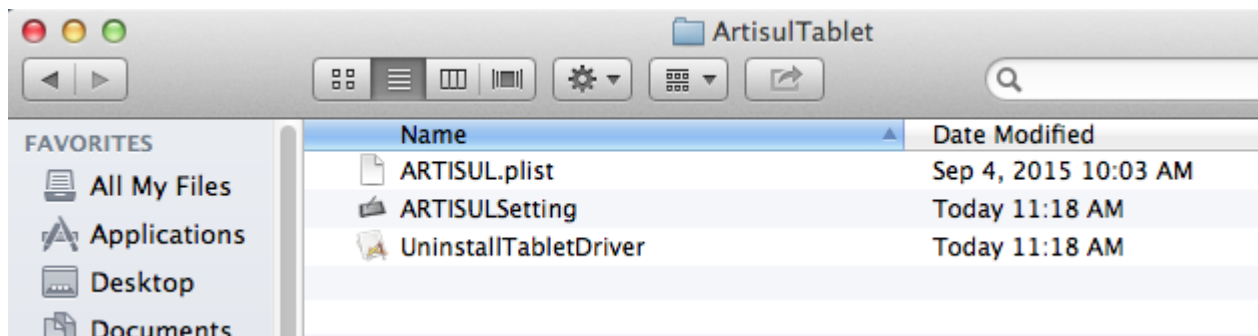 ArtisulTablet
FAVORITES
All My Files
Applications
Desktop
Documents
Name Date Modified
ARTISUL.plist Sep 4, 2015 10:03 AM
ARTISULSetting Today 11:18 AM
UninstallTabletDriver Today 11:18 AM